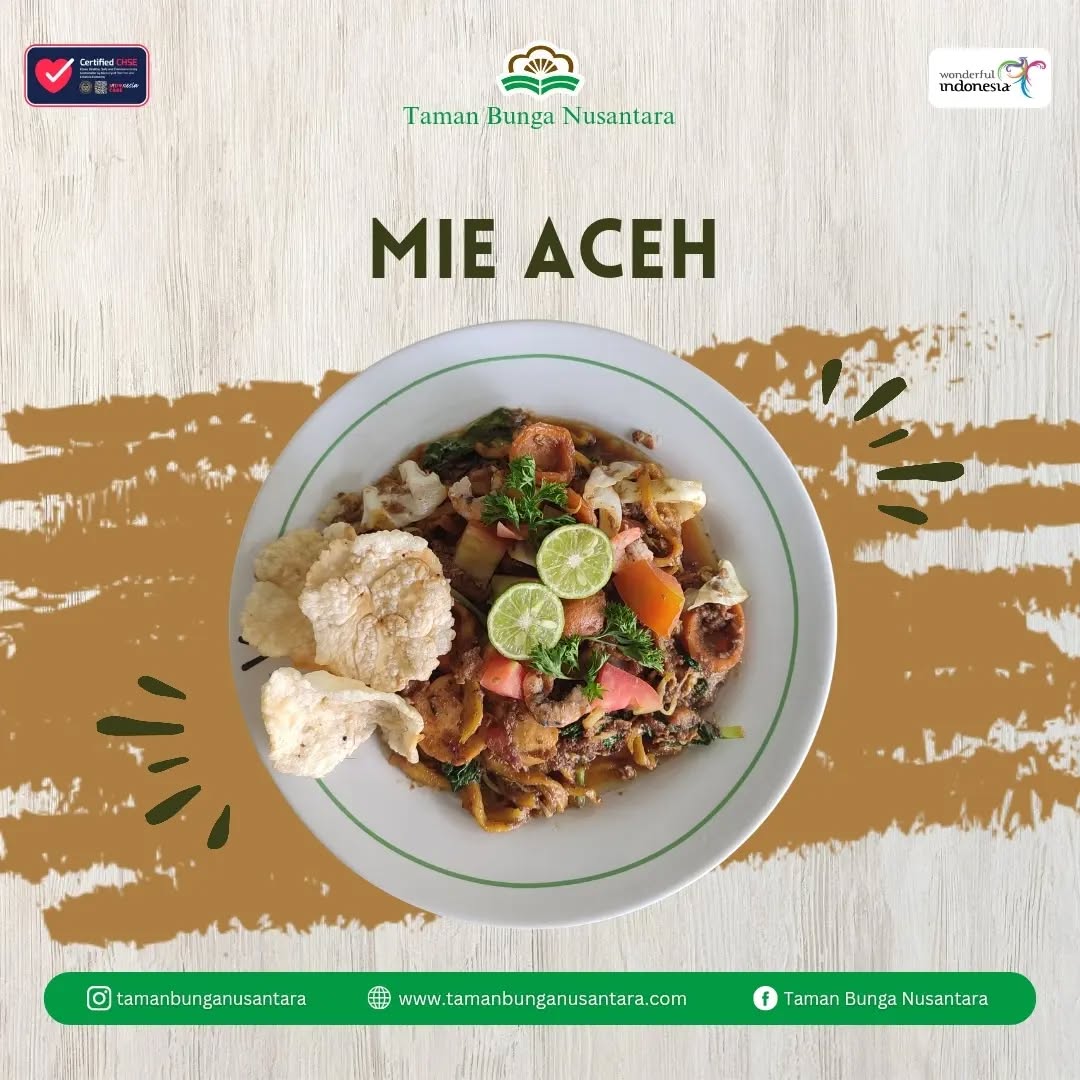 Certified CHSE
Taman Bunga Nusantara
wonderful
indonesia
MIE ACEH
tamanbunganusantara
www.tamanbunganusantara.com
Taman Bunga Nusantara